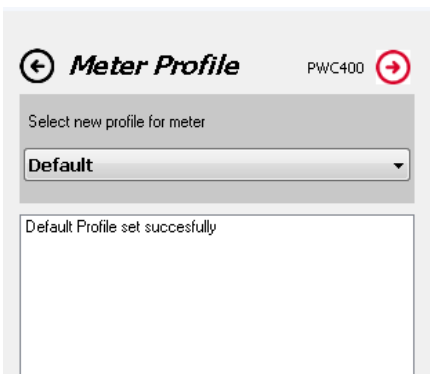 Meter Profile
PWC400
Select new profile for meter
Default
Default Profile set succesfully